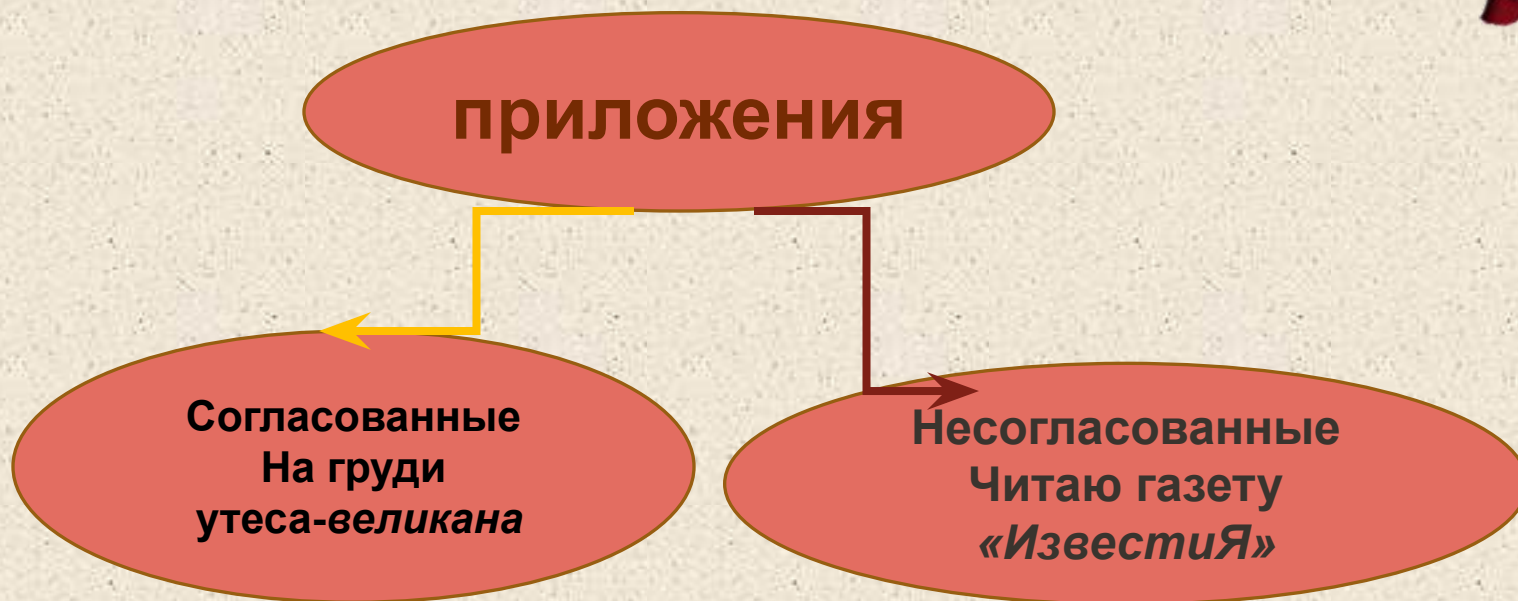 приложения
Согласованные
На груди
утеса-великана
Несогласованные
Читаю газету
«ИзвестиЯ»